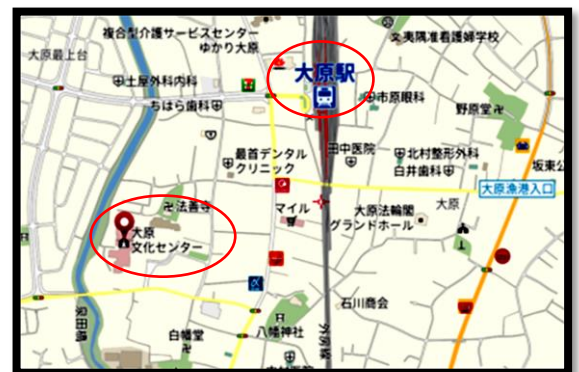 複合型介護サービスセンター
ゆかり大原
文夷隅准看護婦学校
大原最上台
大原駅
土屋外科内科
市原眼科
ちはら歯科
野原堂
田中医院
最首デンタル
クリニック
北村整形外科
白井歯科
坂東公
大原漁港入口
法善寺
マイル
大原法輪閣
グランドホール
大原
大原
文化センター
石川商会
八幡神社
白幡堂
外房線